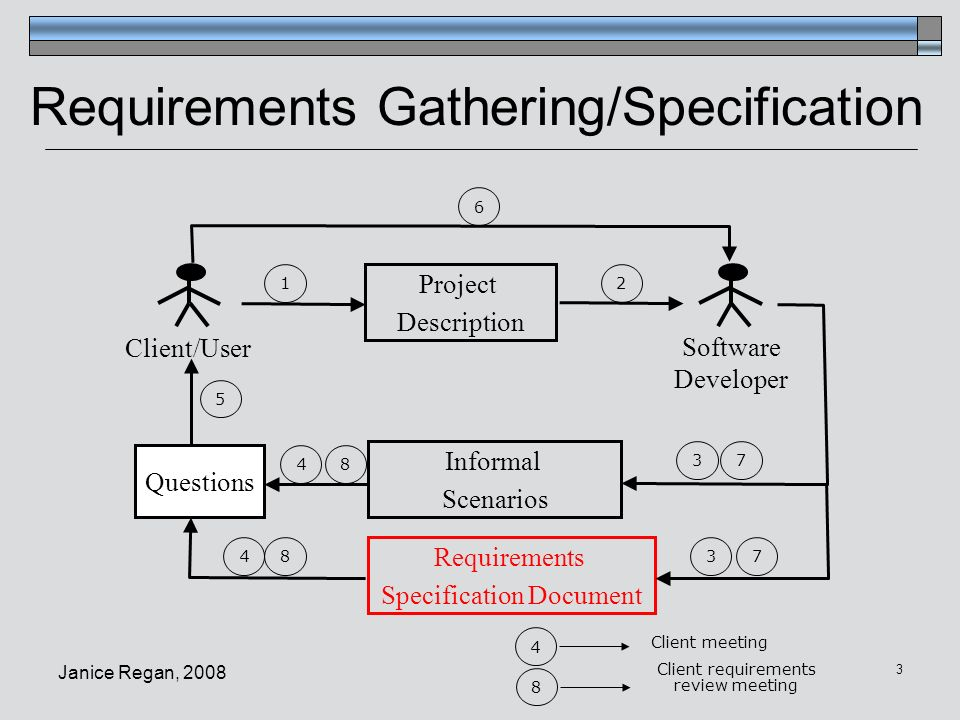 Requirements Gathering/Specification
6
1
Project
Description
2
Client/User
Software
Developer
5
Questions
4 8
Informal
Scenarios
3 7
4 8
Requirements
Specification Document
3 7
4
Client meeting
8
Client requirements
review meeting
Janice Regan, 2008
3